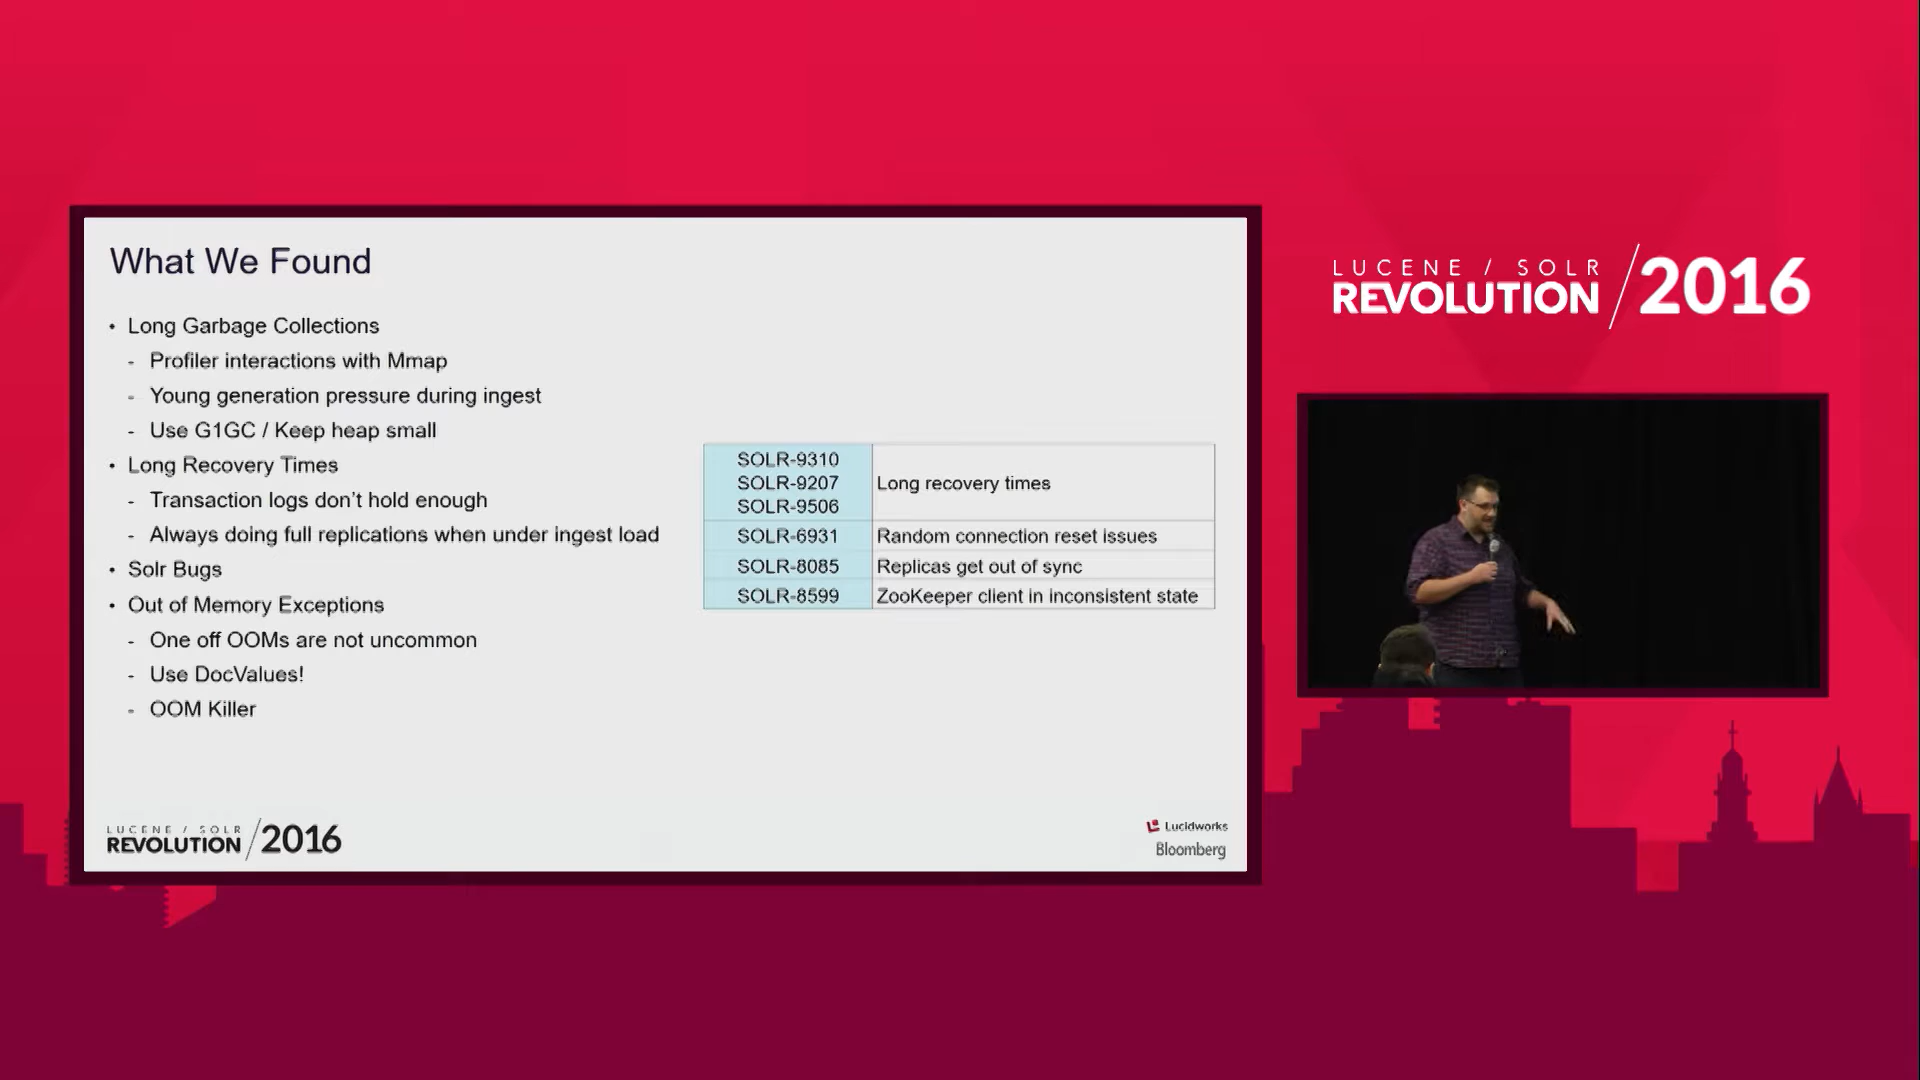 What We Found
• Long Garbage Collections
- Profiler interactions with Mmap
- Young generation pressure during ingest
- Use G1GC / Keep heap small
• Long Recovery Times
- Transaction logs don't hold enough
- Always doing full replications when under ingest load
• Solr Bugs
• Out of Memory Exceptions
- One off OOMs are not uncommon
- Use DocValues!
- OOM Killer
SOLR-9310
SOLR-9207
SOLR-9506
Long recovery times
SOLR-6931 Random connection reset issues
SOLR-8085 Replicas get out of sync
SOLR-8599 ZooKeeper client in inconsistent state
LUCENE / SOLR
REVOLUTION /2016
Lucidworks
Bloomberg
LUCENE / SOLR
REVOLUTION /2016